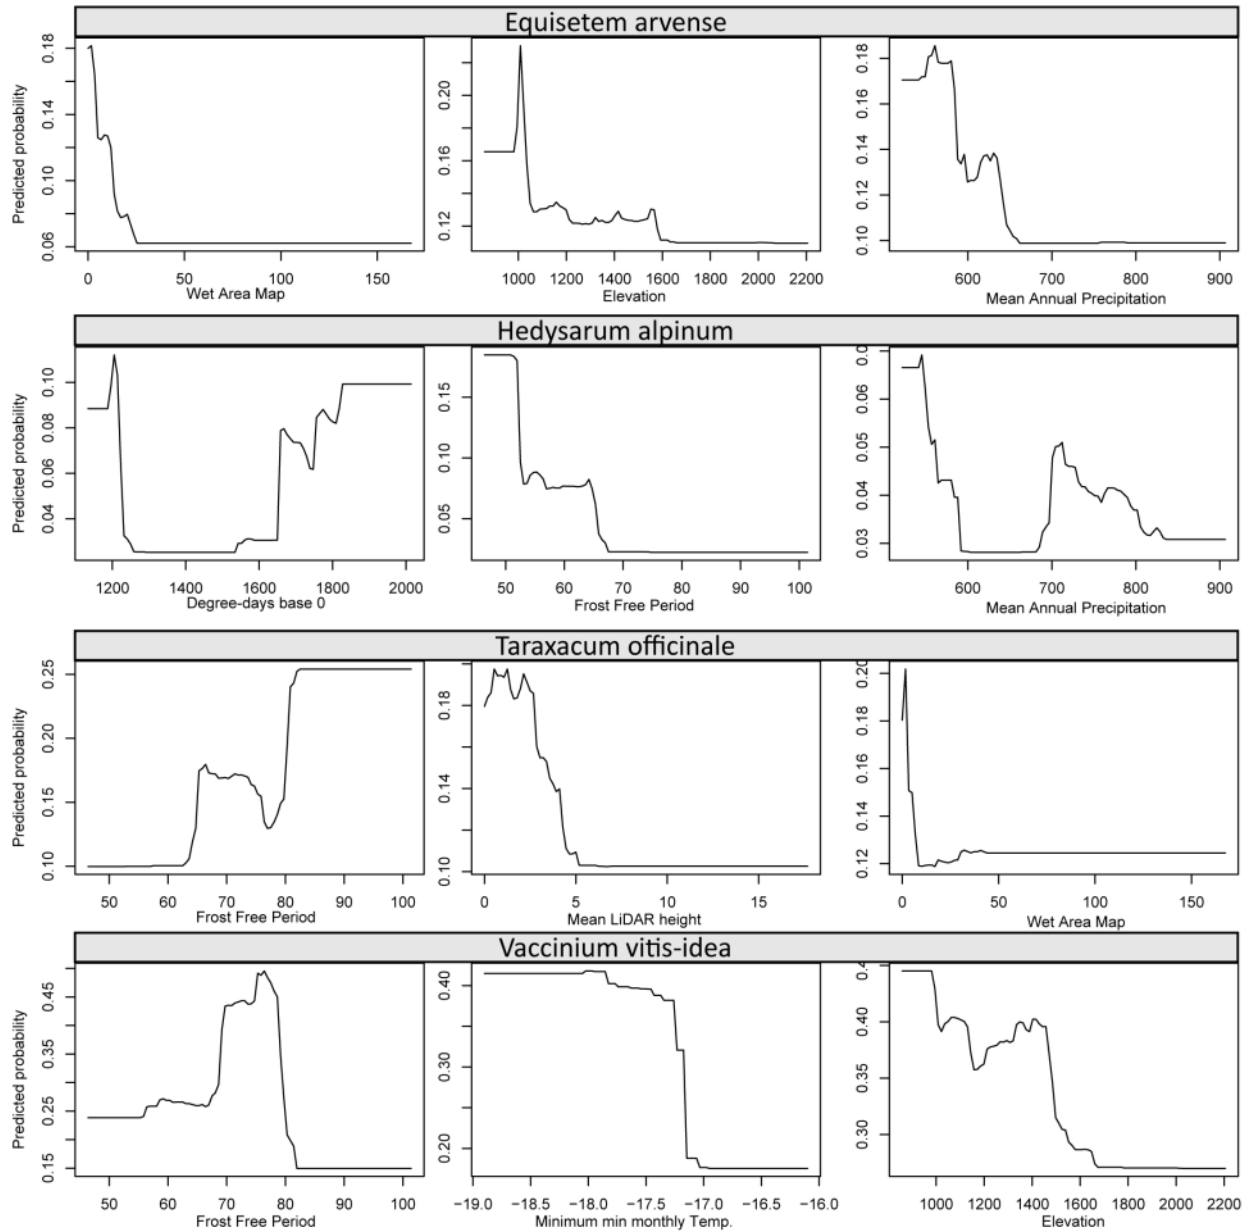 Equisetem arvense
Predicted probability
0.06 0.10 0.14 0.18
0 50 100 150
Wet Area Map
0.12 0.16 0.20
1000 1200 1400 1600 1800 2000 2200
Elevation
0.10 0.12 0.14 0.16 0.18
600 700 800 900
Mean Annual Precipitation
Hedysarum alpinum
Predicted probability
0.04 0.06 0.08 0.10
1200 1400 1600 1800 2000
Degree-days base 0
0.05 0.10 0.15
50 60 70 80 90 100
Frost Free Period
0.03 0.04 0.05 0.06 0.0
600 700 800 900
Mean Annual Precipitation
Taraxacum officinale
Predicted probability
0.10 0.15 0.20 0.25
50 60 70 80 90 100
Frost Free Period
0.10 0.14 0.18
0 5 10 15
Mean LiDAR height
0.12 0.14 0.16 0.18 0.20
0 50 100 150
Wet Area Map
Vaccinium vitis-idea
Predicted probability
0.15 0.25 0.35 0.45
50 60 70 80 90 100
Frost Free Period
0.20 0.30 0.40
−19.0 −18.5 −18.0 −17.5 −17.0 −16.5 −16.0
Minimum min monthly Temp.
0.30 0.35 0.40
1000 1200 1400 1600 1800 2000 2200
Elevation